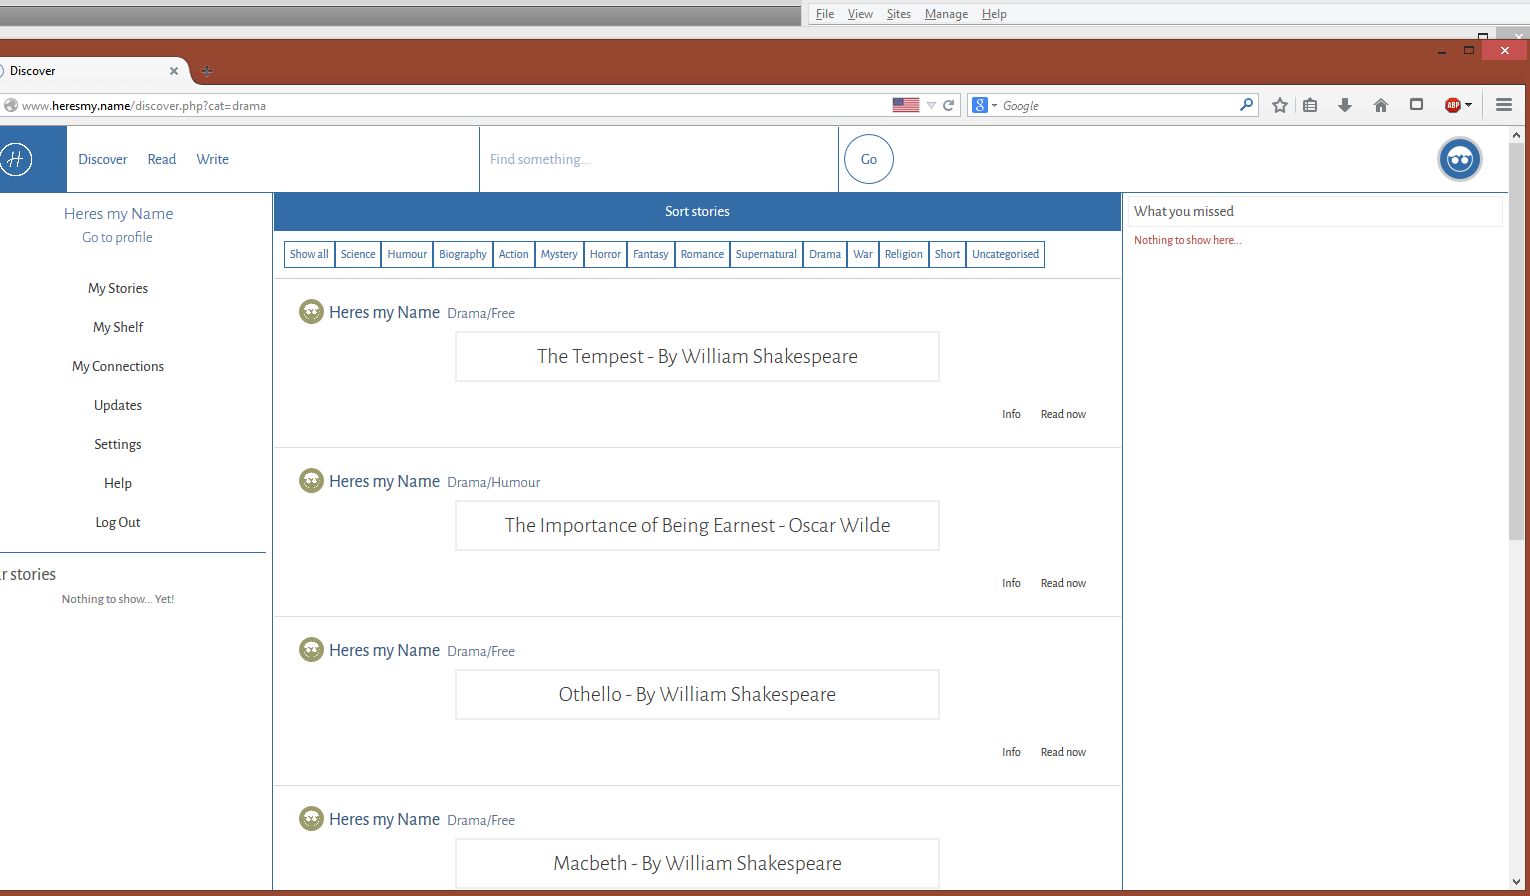 File View Sites Manage Help
Discover
www.heresmy.name/discover.php?cat=drama
8 Google
ABP
H
Discover Read Write
Find something...
Go
Heres my Name
Go to profile
My Stories
My Shelf
My Connections
Updates
Settings
Help
Log Out
r stories
Nothing to show... Yet!
Sort stories
Show all Science Humour Biography Action Mystery Horror Fantasy Romance Supernatural Drama War Religion Short Uncategorised
Heres my Name Drama/Free
The Tempest - By William Shakespeare
Info Read now
Heres my Name Drama/Humour
The Importance of Being Earnest - Oscar Wilde
Info Read now
Heres my Name Drama/Free
Othello - By William Shakespeare
Info Read now
Heres my Name Drama/Free
Macbeth - By William Shakespeare
What you missed
Nothing to show here...